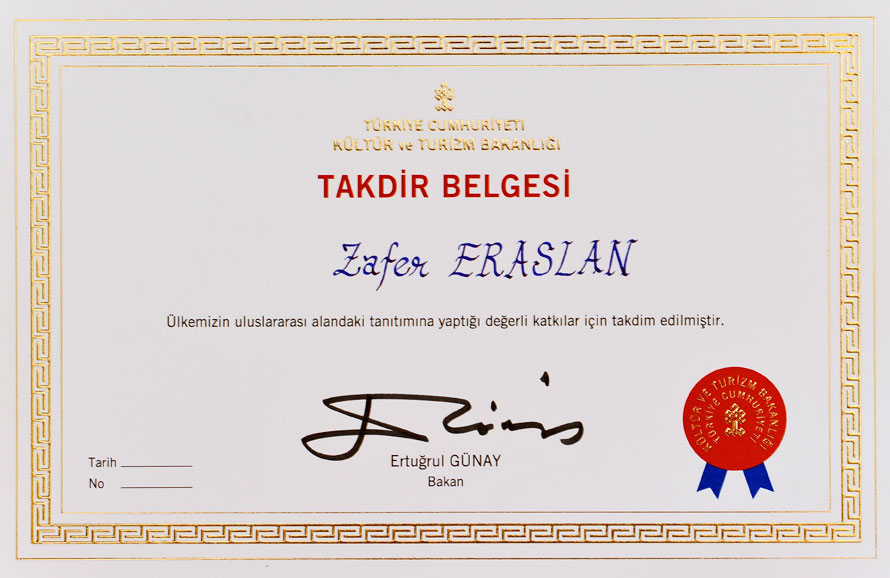 TÜRKİYE CUMHURİYETİ
KÜLTÜR ve TURİZM BAKANLIĞI
TAKDİR BELGESİ
Zafer ERASLAN
Ülkemizin uluslararası alandaki tanıtımına yaptığı değerli katkılar için takdim edilmiştir.
Ertuğrul GÜNAY
Bakan
Tarih
No
KÜLTÜR VE TURİZM BAKANLIĞI
TÜRKİYE CUMHURİYETİ